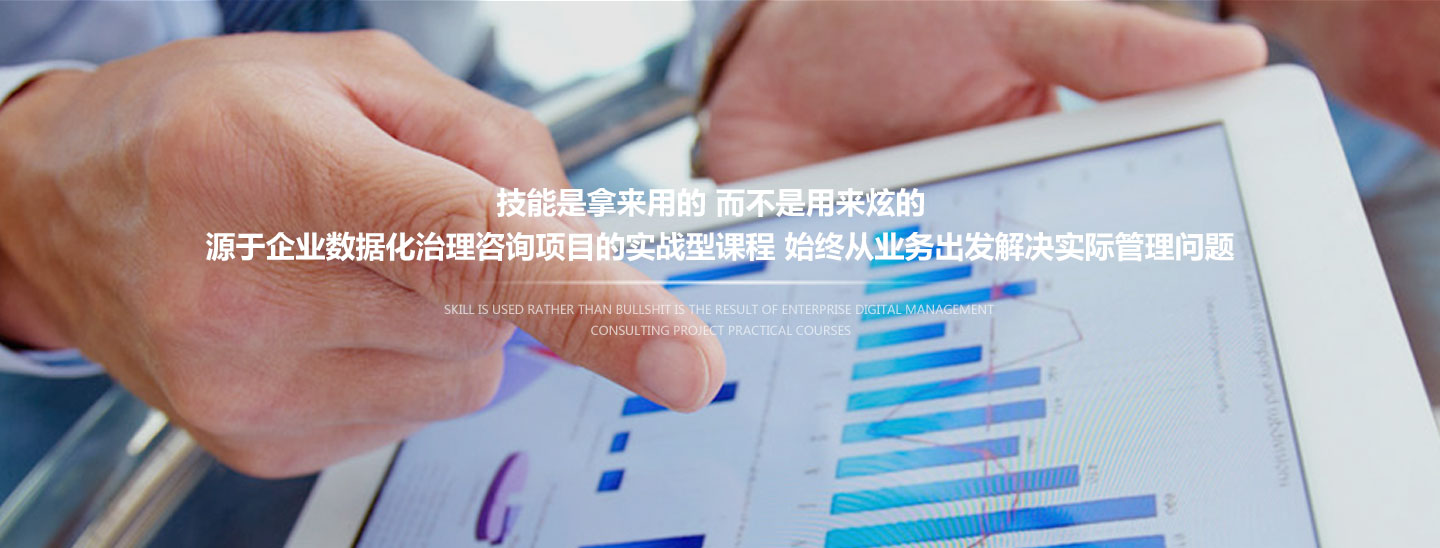 技能是拿来用的 而不是用来炫的
源于企业数据化治理咨询项目的实战型课程 始终从业务出发解决实际管理问题
SKILL IS USED RATHER THAN BULLSHIT IS THE RESULT OF ENTERPRISE DIGITAL MANAGEMENT
CONSULTING PROJECT PRACTICAL COURSES